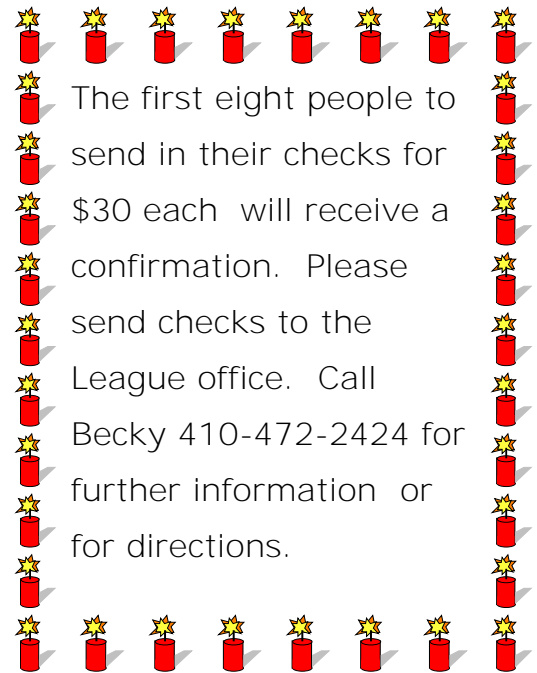 The first eight people to
send in their checks for
$30 each  will receive a
confirmation.  Please
send checks to the
League office.  Call
Becky 410-472-2424 for
further information  or
for directions.